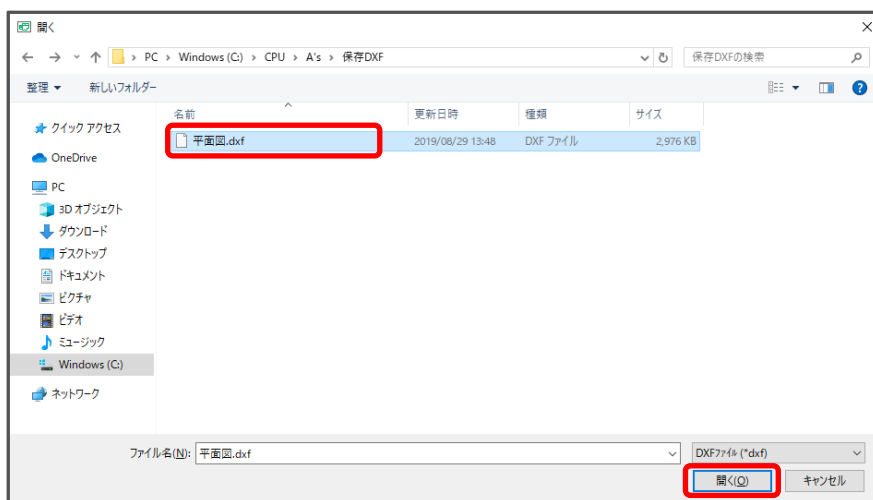 開く
PC › Windows (C:) › CPU › A's › 保存DXF
保存DXFの検索
整理 新しいフォルダー
名前 更新日時 種類 サイズ
平面図.dxf 2019/08/29 13:48 DXF ファイル 2,976 KB
クイック アクセス
OneDrive
PC
3D オブジェクト
ダウンロード
デスクトップ
ドキュメント
ピクチャ
ビデオ
ミュージック
Windows (C:)
ネットワーク
ファイル名(N): 平面図.dxf DXFファイル (*dxf)
開く(O) キャンセル